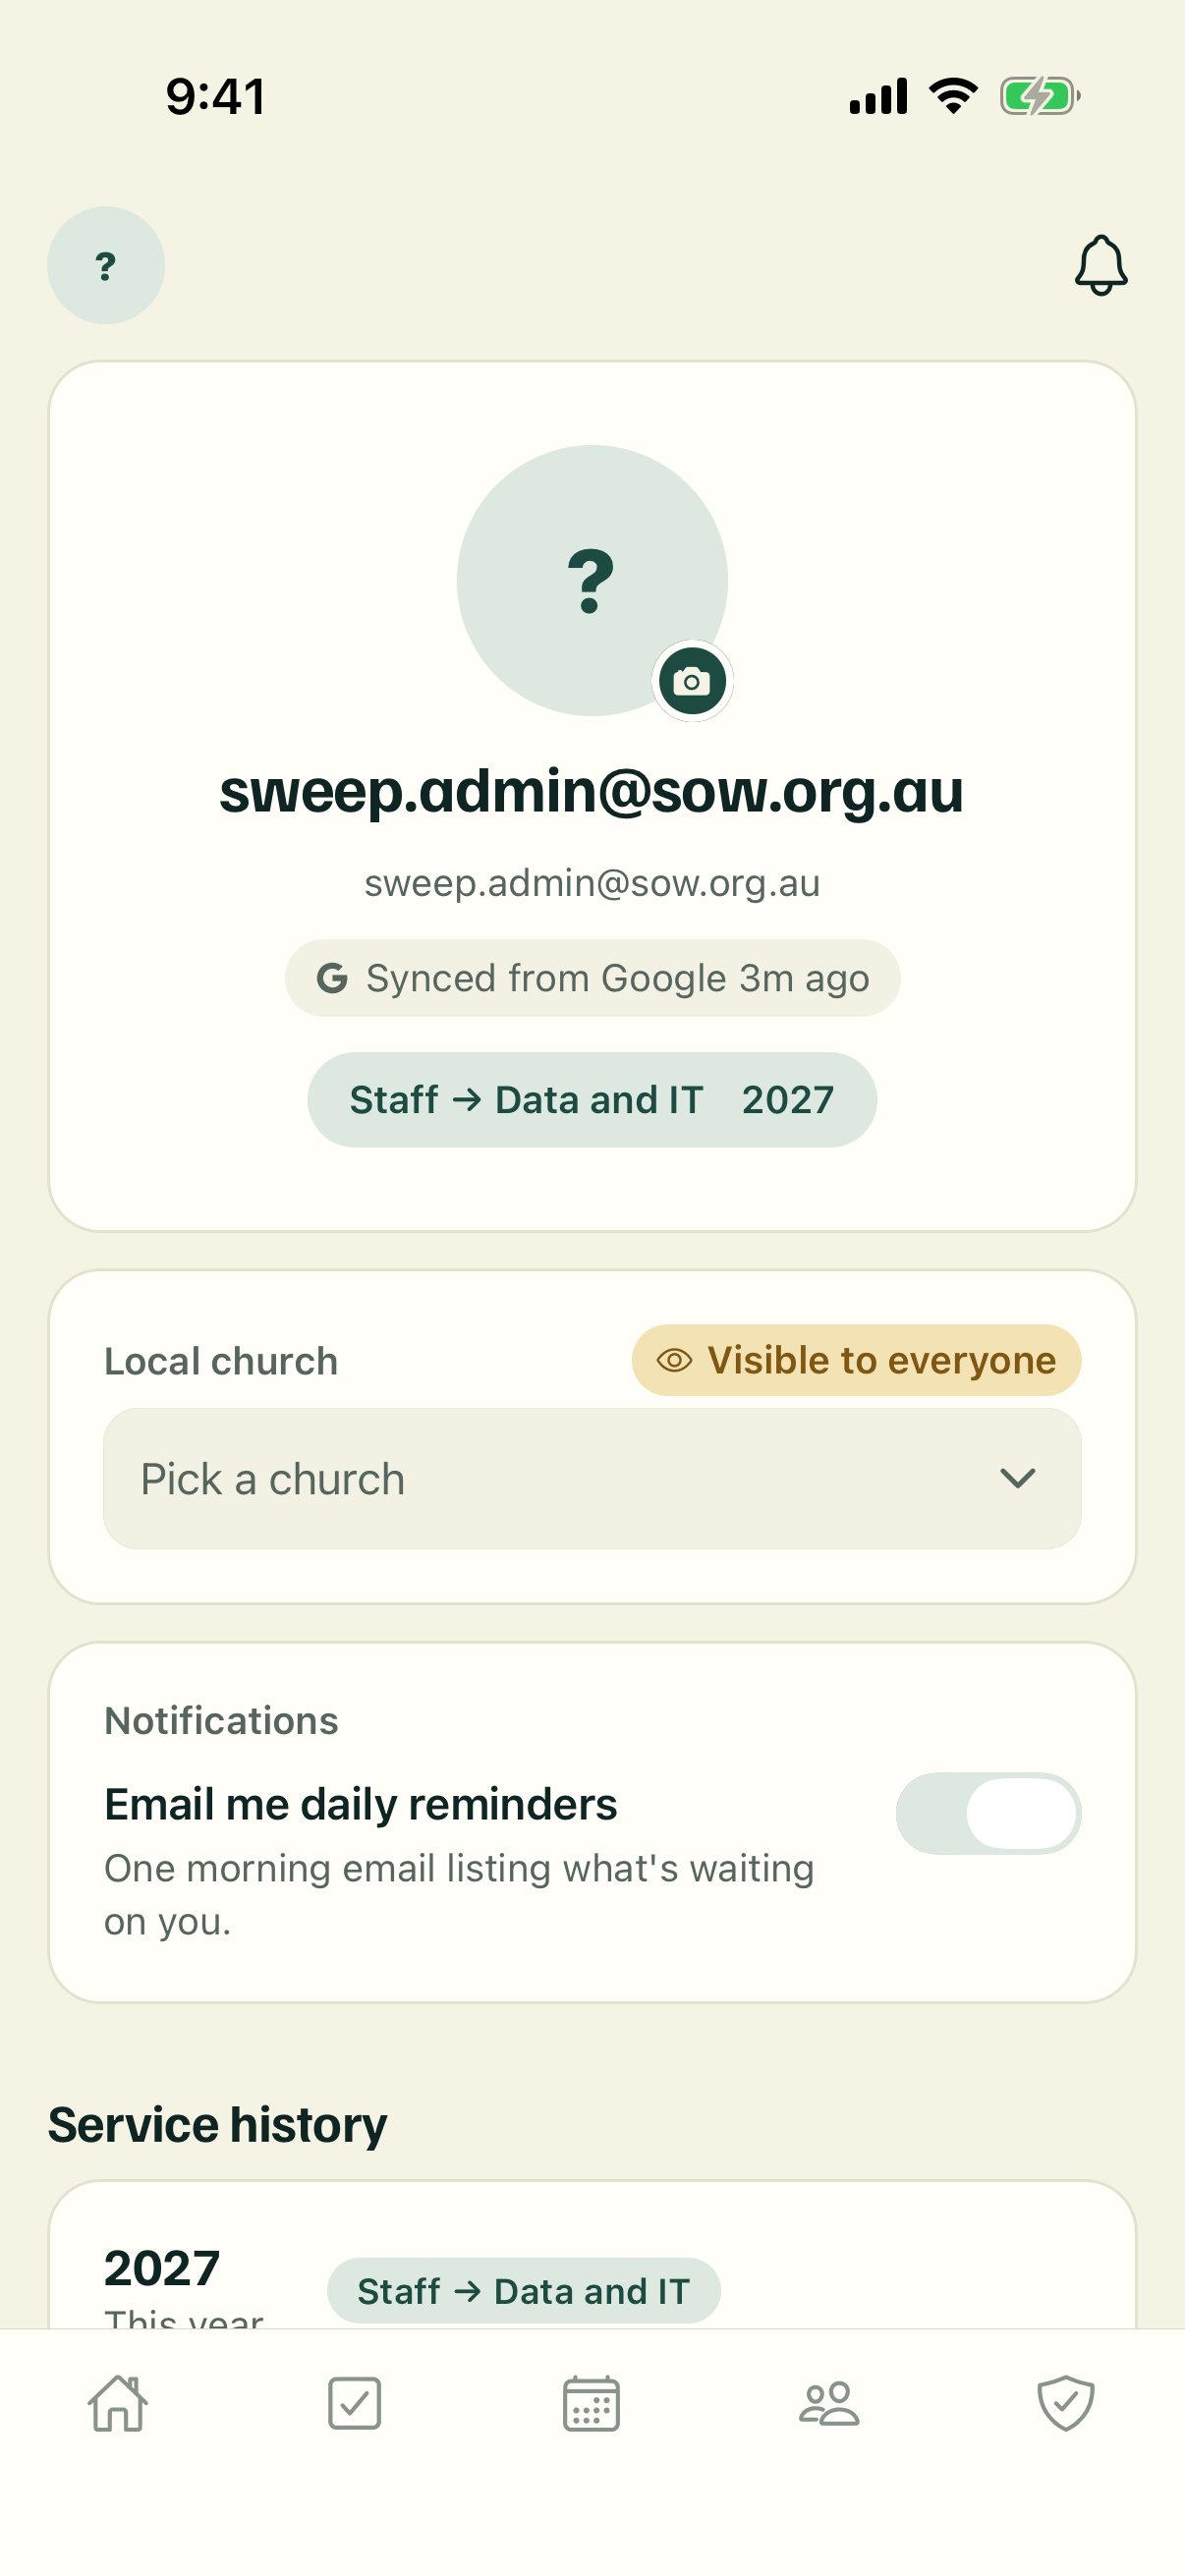 9:41
?
?
sweep.admin@sow.org.au
sweep.admin@sow.org.au
G Synced from Google 3m ago
Staff → Data and IT 2027
Local church
Visible to everyone
Pick a church
Notifications
Email me daily reminders
One morning email listing what's waiting
on you.
Service history
2027
Staff → Data and IT
This year